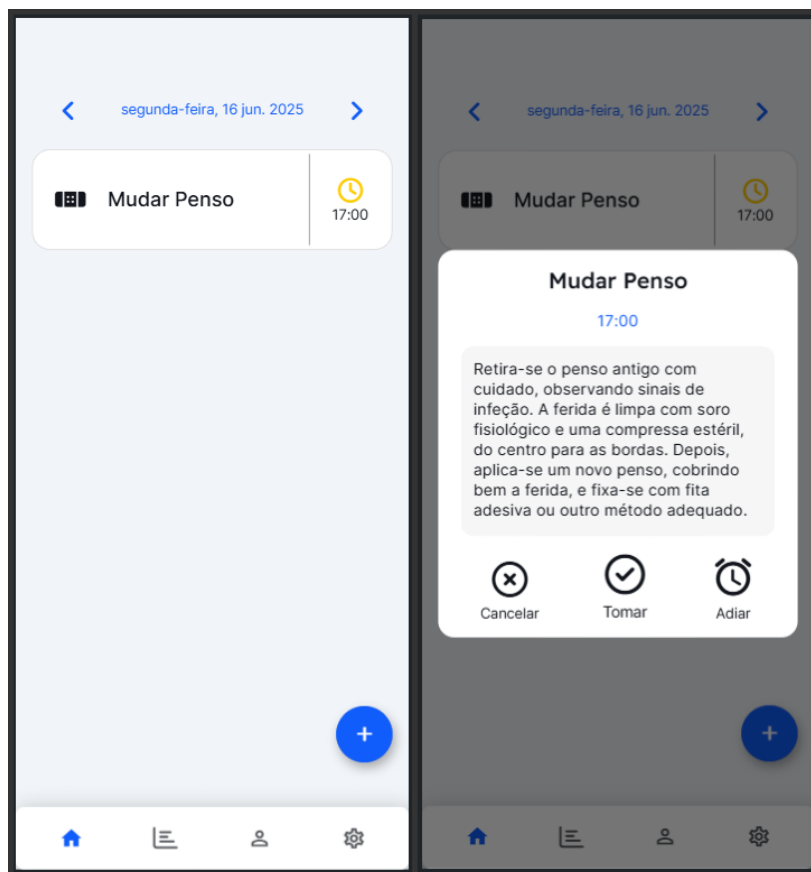 segunda-feira, 16 jun. 2025
Mudar Penso
17:00
segunda-feira, 16 jun. 2025
Mudar Penso
17:00
Mudar Penso
17:00
Retira-se o penso antigo com
cuidado, observando sinais de
infeção. A ferida é limpa com soro
fisiológico e uma compressa estéril,
do centro para as bordas. Depois,
aplica-se um novo penso, cobrindo
bem a ferida, e fixa-se com fita
adesiva ou outro método adequado.
Cancelar
Tomar
Adiar